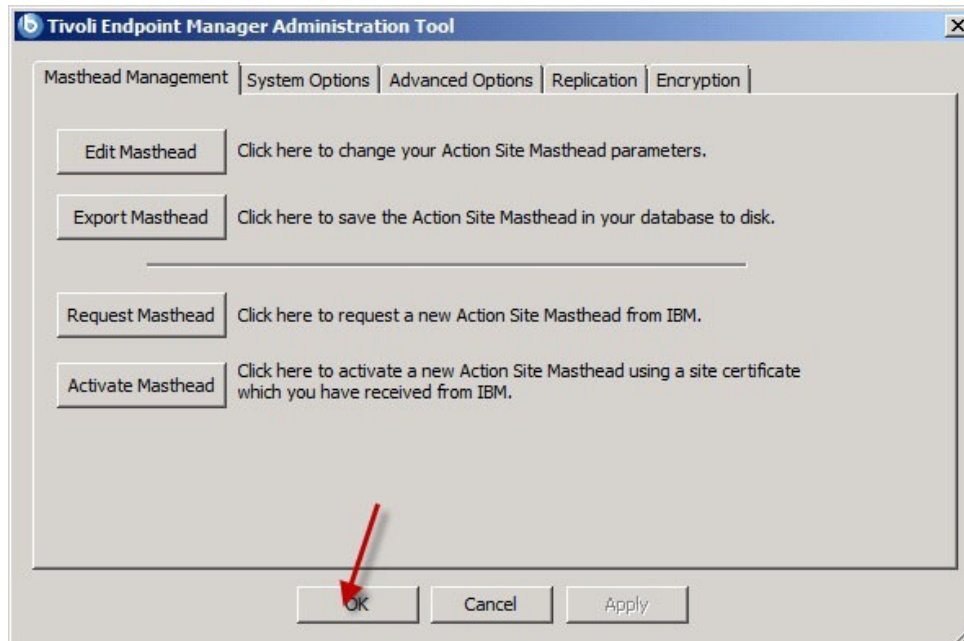 Tivoli Endpoint Manager Administration Tool
Masthead Management System Options Advanced Options Replication Encryption
Edit Masthead Click here to change your Action Site Masthead parameters.
Export Masthead Click here to save the Action Site Masthead in your database to disk.
Request Masthead Click here to request a new Action Site Masthead from IBM.
Activate Masthead Click here to activate a new Action Site Masthead using a site certificate
which you have received from IBM.
OK Cancel Apply